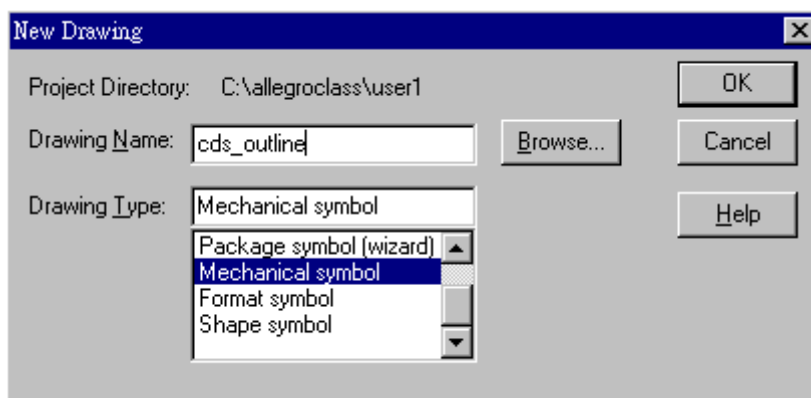 New Drawing
Project Directory: C:\allegroclass\user1
OK
Drawing Name: cds_outline
Browse...
Cancel
Drawing Type: Mechanical symbol
Help
Package symbol (wizard)
Mechanical symbol
Format symbol
Shape symbol